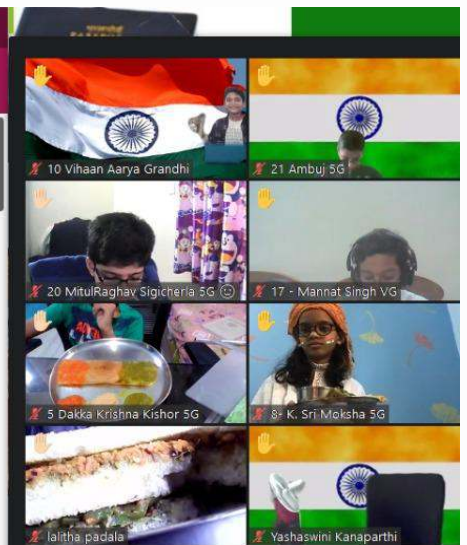 10 Vihaan Aarya Grandhi
21 Ambuj 5G
20 MitulRaghav Sigicherla 5G
17 - Mannat Singh VG
5 Dakka Krishna Kishor 5G
8- K. Sri Moksha 5G
lalitha padala
Yashaswini Kanaparthi